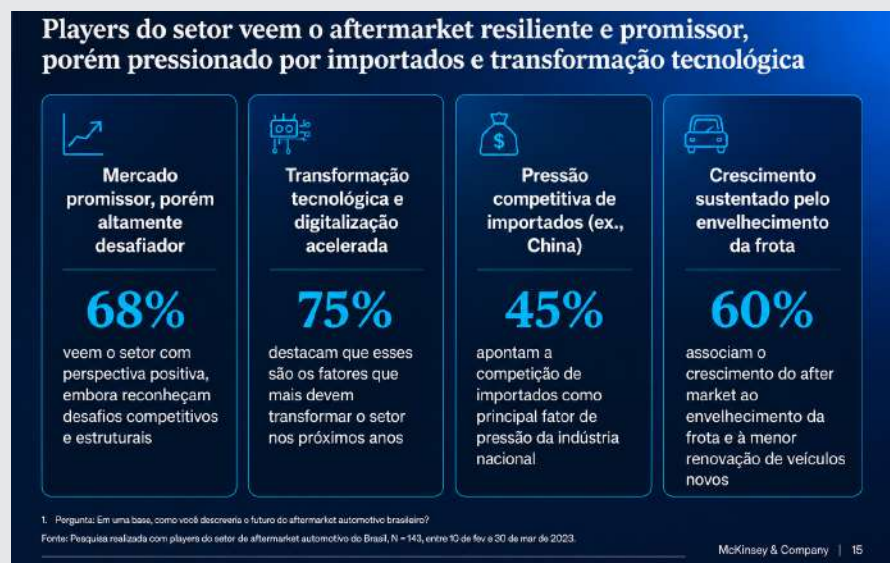 Players do setor veem o aftermarket resiliente e promissor,
porém pressionado por importados e transformação tecnológica
$
Mercado
promissor, porém
altamente
desafiador
68%
veem o setor com
perspectiva positiva,
embora reconheçam
desafios competitivos
e estruturais
Transformação
tecnológica e
digitalização
acelerada
75%
destacam que esses
são os fatores que
mais devem
transformar o setor
nos próximos anos
Pressão
competitiva de
importados (ex.,
China)
45%
apontam a
competição de
importados como
principal fator de
pressão da indústria
nacional
Crescimento
sustentado pelo
envelhecimento
da frota
60%
associam o
crescimento do after
market ao
envelhecimento da
frota e à menor
renovação de veículos
novos
1. Pergunta: Em uma base, como você descreveria o futuro do aftermarket automotivo brasileiro?
Fonte: Pesquisa realizada com players do setor de aftermarket automotivo do Brasil, N =143, entre 10 de fev e 30 de mar de 2023.
McKinsey & Company | 15